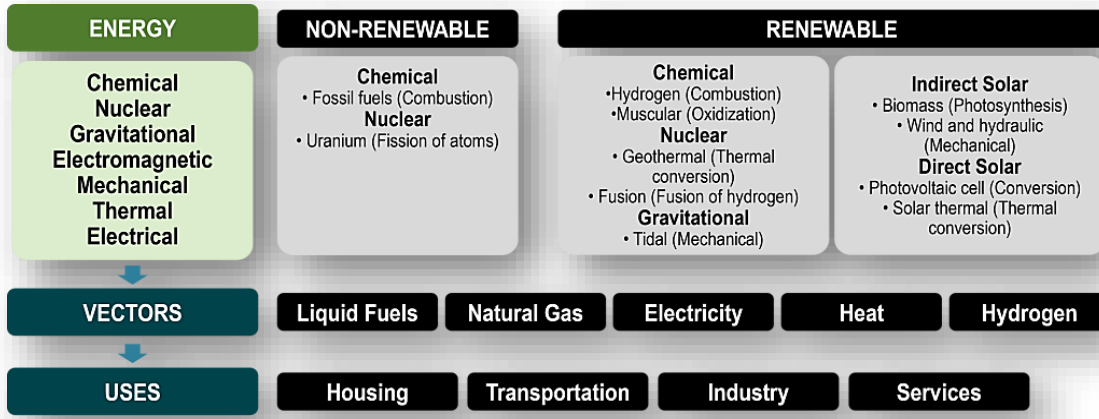 ENERGY
Chemical
Nuclear
Gravitational
Electromagnetic
Mechanical
Thermal
Electrical
NON-RENEWABLE
Chemical
• Fossil fuels (Combustion)
Nuclear
• Uranium (Fission of atoms)
RENEWABLE
Chemical
•Hydrogen (Combustion)
•Muscular (Oxidization)
Nuclear
• Geothermal (Thermal
conversion)
• Fusion (Fusion of hydrogen)
Gravitational
• Tidal (Mechanical)
Indirect Solar
• Biomass (Photosynthesis)
• Wind and hydraulic
(Mechanical)
Direct Solar
• Photovoltaic cell (Conversion)
• Solar thermal (Thermal
conversion)
VECTORS
Liquid Fuels
Natural Gas
Electricity
Heat
Hydrogen
USES
Housing
Transportation
Industry
Services